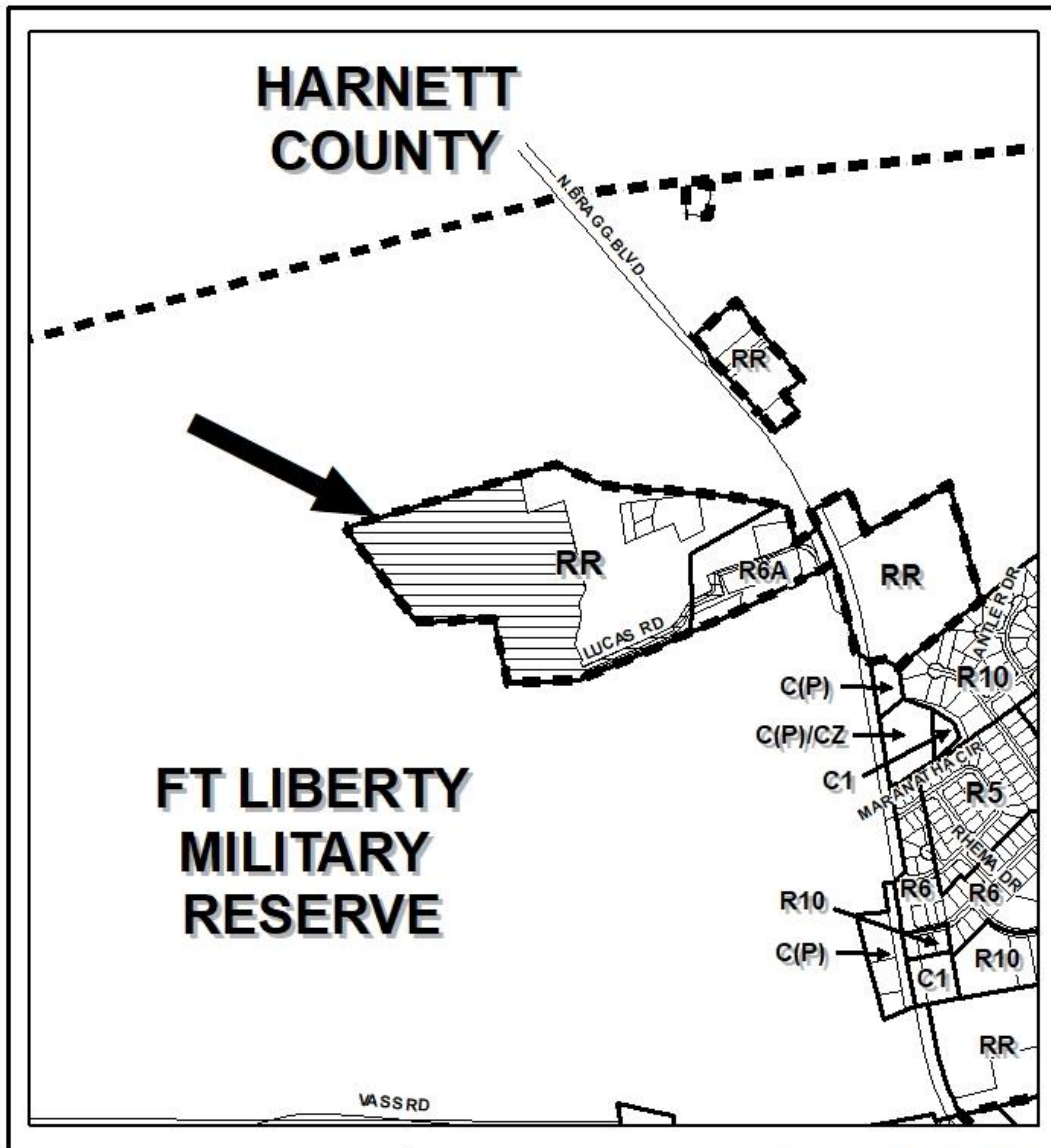 HARNETT
COUNTY
N.BRAGG BLVD
RR
RR
R6A
RR
LUCAS RD
ANTLER DR
R10
C(P)
C(P)/CZ
C1
MARANATHA CIR
R5
FT LIBERTY
MILITARY
RESERVE
RHEMA DR
R6
R6
R10
C(P)
R10
C1
RR
VASS RD